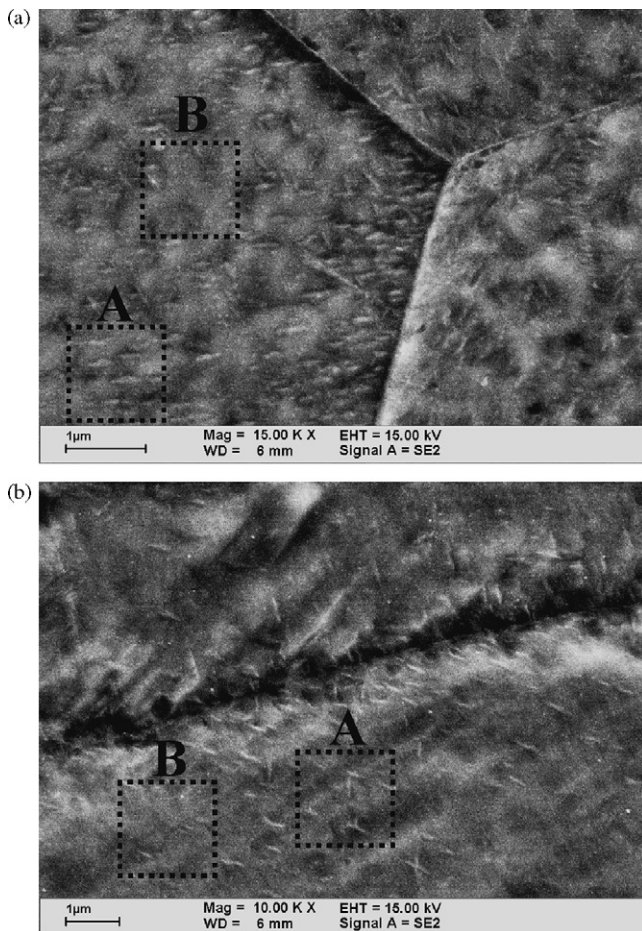 (a)
B
A
1µm
Mag = 15.00 K X EHT = 15.00 kV
WD = 6 mm Signal A = SE2
(b)
A
B
1µm
Mag = 10.00 K X EHT = 15.00 kV
WD = 6 mm Signal A = SE2